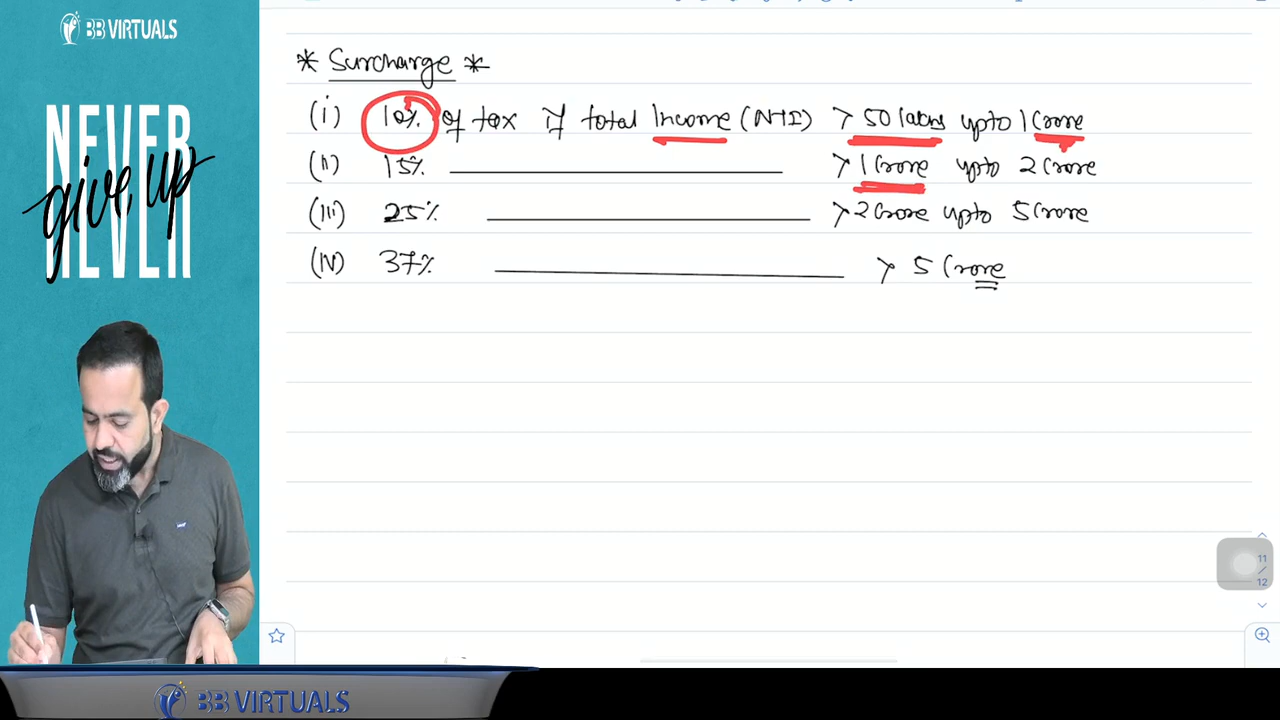 BB VIRTUALS
NEVER
give up
NEVER
* Surcharge *
(i) 10% of tax if total Income (NTI) > 50 lakhs upto 1 Crore
(ii) 15% > 1 Crore upto 2 Crore
(iii) 25% > 2 Crore upto 5 Crore
(iv) 37% > 5 Crore
11
/
12
BB VIRTUALS